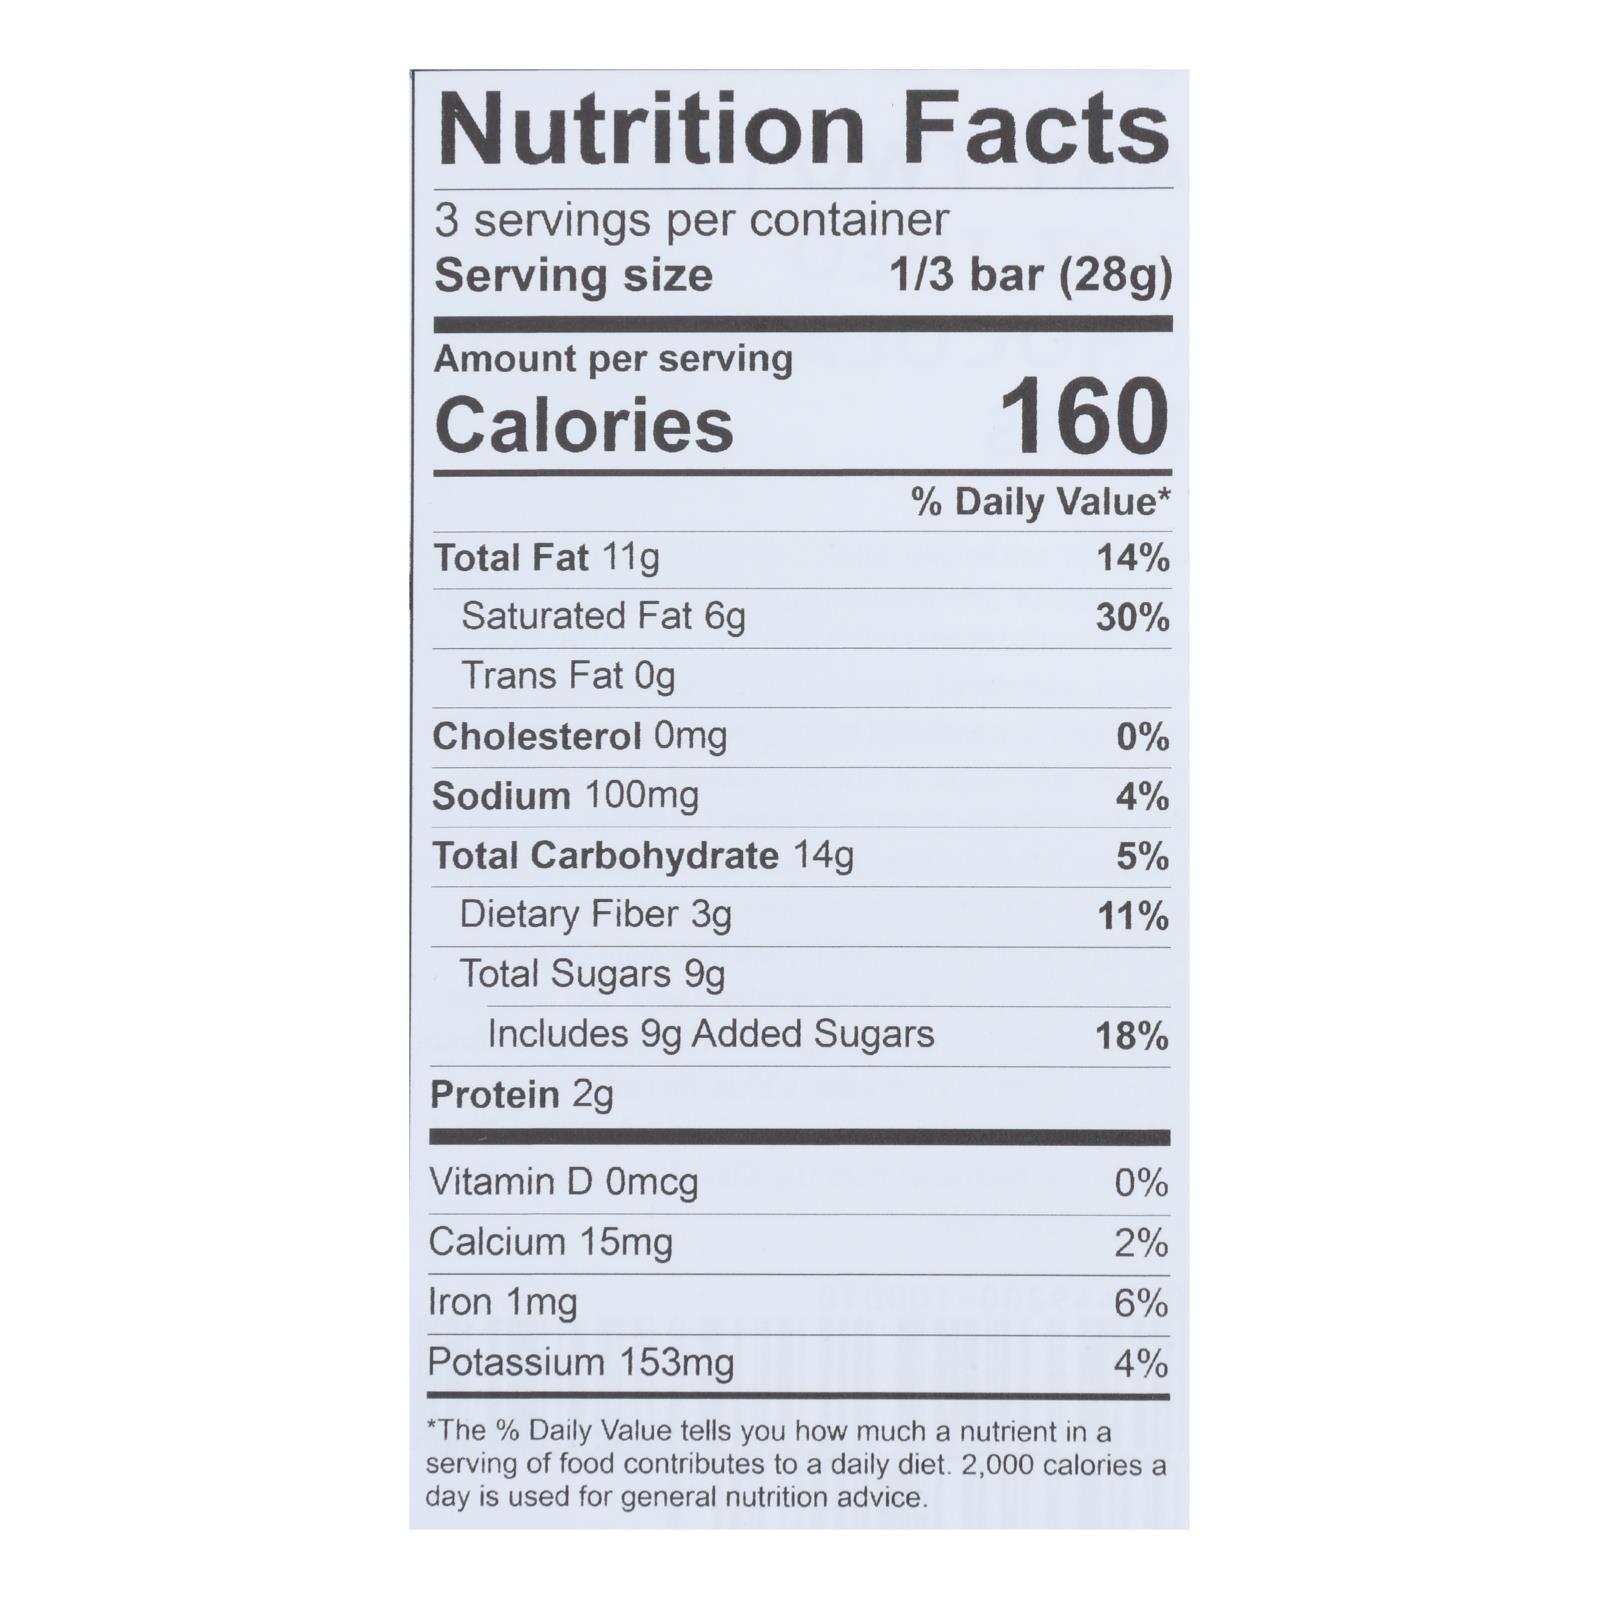 Nutrition Facts
3 servings per container
Serving size 1/3 bar (28g)
Amount per serving
Calories 160
% Daily Value*
Total Fat 11g 14%
Saturated Fat 6g 30%
Trans Fat 0g
Cholesterol 0mg 0%
Sodium 100mg 4%
Total Carbohydrate 14g 5%
Dietary Fiber 3g 11%
Total Sugars 9g
Includes 9g Added Sugars 18%
Protein 2g
Vitamin D 0mcg 0%
Calcium 15mg 2%
Iron 1mg 6%
Potassium 153mg 4%
*The % Daily Value tells you how much a nutrient in a
serving of food contributes to a daily diet. 2,000 calories a
day is used for general nutrition advice.